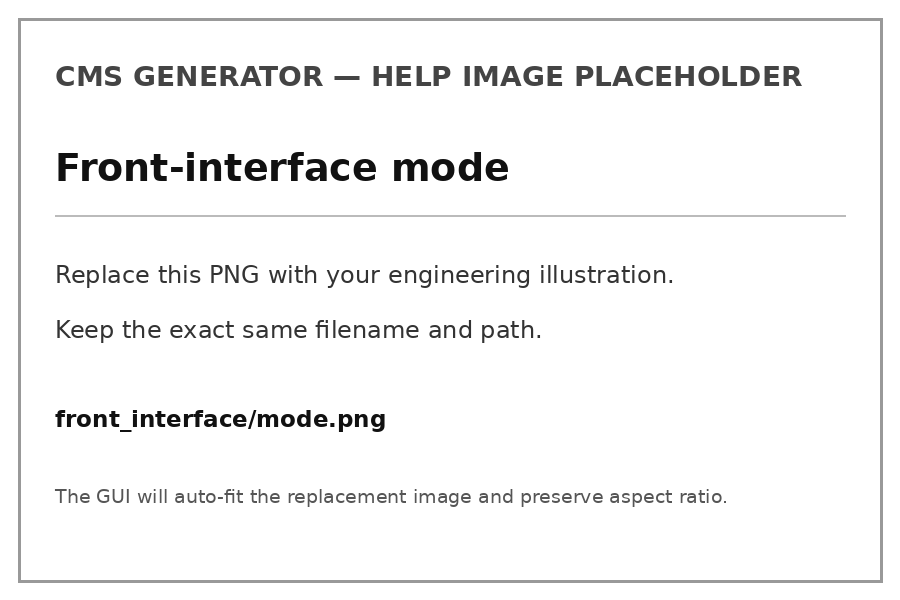 CMS GENERATOR — HELP IMAGE PLACEHOLDER
Front-interface mode
Replace this PNG with your engineering illustration.
Keep the exact same filename and path.
front_interface/mode.png
The GUI will auto-fit the replacement image and preserve aspect ratio.